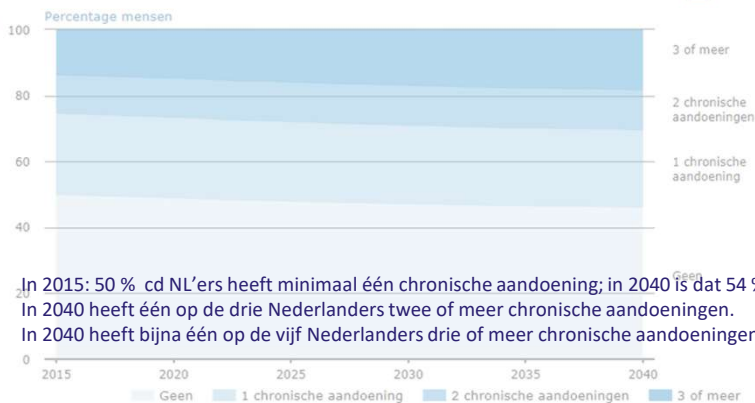 Percentage mensen
100
80
60
40
20
0
3 of meer
2 chronische
aandoeningen
1 chronische
aandoening
Geen
In 2015: 50 % cd NL'ers heeft minimaal één chronische aandoening; in 2040 is dat 54 %
In 2040 heeft één op de drie Nederlanders twee of meer chronische aandoeningen.
In 2040 heeft bijna één op de vijf Nederlanders drie of meer chronische aandoeningen
2015 2020 2025 2030 2035 2040
Geen 1 chronische aandoening 2 chronische aandoeningen 3 of meer